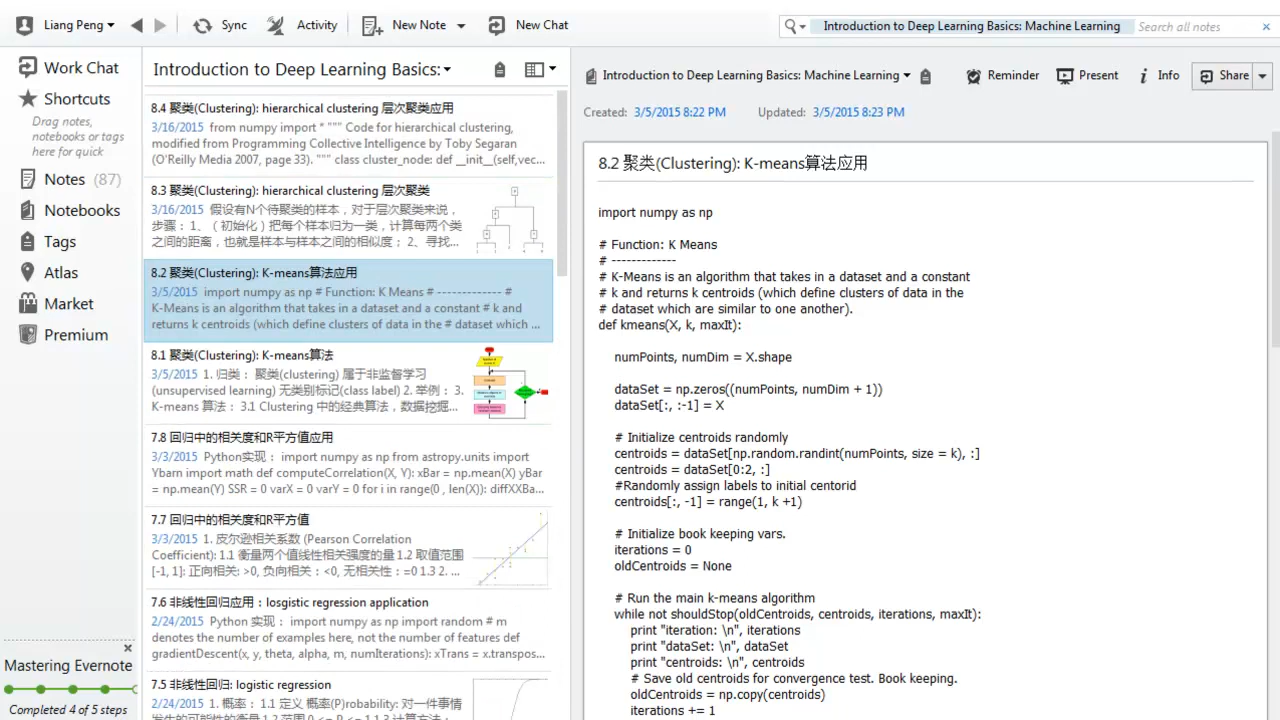 Liang Peng
Sync
Activity
New Note
New Chat
Introduction to Deep Learning Basics: Machine Learning
Search all notes
Work Chat
Shortcuts
Drag notes,
notebooks or tags
here for quick
Notes (87)
Notebooks
Tags
Atlas
Market
Premium
Mastering Evernote
Completed 4 of 5 steps
Introduction to Deep Learning Basics:
8.4 聚类(Clustering): hierarchical clustering 层次聚类应用
3/16/2015 from numpy import * """ Code for hierarchical clustering,
modified from Programming Collective Intelligence by Toby Segaran
(O'Reilly Media 2007, page 33). """ class cluster_node: def __init__(self,vec...
8.3 聚类(Clustering): hierarchical clustering 层次聚类
3/16/2015 假设有N个待聚类的样本，对于层次聚类来说，
步骤： 1、（初始化）把每个样本归为一类，计算每两个类
之间的距离，也就是样本与样本之间的相似度； 2、寻找...
8.2 聚类(Clustering): K-means算法应用
3/5/2015 import numpy as np # Function: K Means # ------------- #
K-Means is an algorithm that takes in a dataset and a constant # k and
returns k centroids (which define clusters of data in the # dataset which ...
8.1 聚类(Clustering): K-means算法
3/5/2015 1. 归类： 聚类(clustering) 属于非监督学习
(unsupervised learning) 无类别标记(class label) 2. 举例： 3.
K-means 算法： 3.1 Clustering 中的经典算法，数据挖掘...
7.8 回归中的相关度和R平方值应用
3/3/2015 Python实现： import numpy as np from astropy.units import
Ybarn import math def computeCorrelation(X, Y): xBar = np.mean(X) yBar
= np.mean(Y) SSR = 0 varX = 0 varY = 0 for i in range(0 , len(X)): diffXXBa...
7.7 回归中的相关度和R平方值
3/3/2015 1. 皮尔逊相关系数 (Pearson Correlation
Coefficient): 1.1 衡量两个值线性相关强度的量 1.2 取值范围
[-1, 1]: 正向相关: >0, 负向相关：<0, 无相关性：=0 1.3 2. ...
7.6 非线性回归应用：losgistic regression application
2/24/2015 Python 实现： import numpy as np import random # m
denotes the number of examples here, not the number of features def
gradientDescent(x, y, theta, alpha, m, numIterations): xTrans = x.transpos...
7.5 非线性回归: logistic regression
2/24/2015 1. 概率： 1.1 定义 概率(P)robability: 对一件事情
发生的可能性的衡量 1.2 范围 0 <= P <= 1 1.3 计算方法：
Introduction to Deep Learning Basics: Machine Learning
Reminder
Present
Info
Share
Created: 3/5/2015 8:22 PM Updated: 3/5/2015 8:23 PM
8.2 聚类(Clustering): K-means算法应用
import numpy as np
# Function: K Means
# -------------
# K-Means is an algorithm that takes in a dataset and a constant
# k and returns k centroids (which define clusters of data in the
# dataset which are similar to one another).
def kmeans(X, k, maxIt):
numPoints, numDim = X.shape
dataSet = np.zeros((numPoints, numDim + 1))
dataSet[:, :-1] = X
# Initialize centroids randomly
centroids = dataSet[np.random.randint(numPoints, size = k), :]
centroids = dataSet[0:2, :]
#Randomly assign labels to initial centorid
centroids[:, -1] = range(1, k +1)
# Initialize book keeping vars.
iterations = 0
oldCentroids = None
# Run the main k-means algorithm
while not shouldStop(oldCentroids, centroids, iterations, maxIt):
print "iteration: \n", iterations
print "dataSet: \n", dataSet
print "centroids: \n", centroids
# Save old centroids for convergence test. Book keeping.
oldCentroids = np.copy(centroids)
iterations += 1